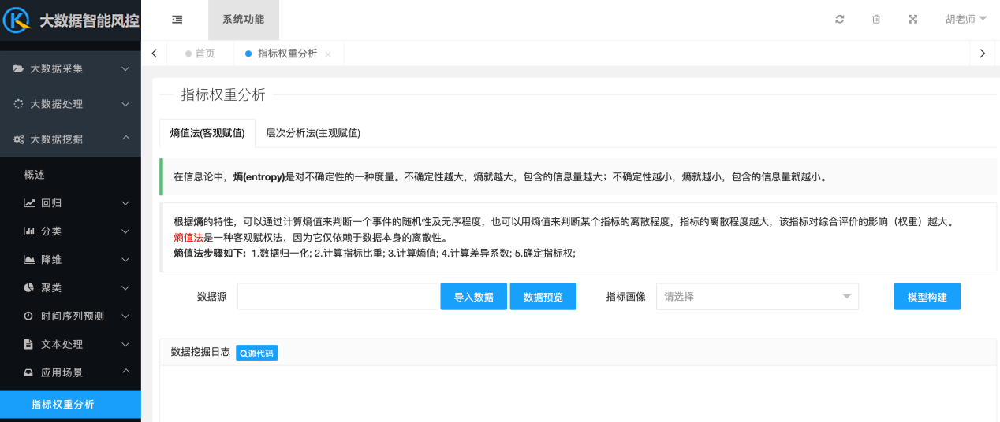 大数据智能风控
系统功能
胡老师
首页
指标权重分析
大数据采集
大数据处理
大数据挖掘
概述
回归
分类
降维
聚类
时间序列预测
文本处理
应用场景
指标权重分析
指标权重分析
熵值法(客观赋值)
层次分析法(主观赋值)
在信息论中，熵(entropy)是对不确定性的一种度量。不确定性越大，熵就越大，包含的信息量越大；不确定性越小，熵就越小，包含的信息量就越小。
根据熵的特性，可以通过计算熵值来判断一个事件的随机性及无序程度，也可以用熵值来判断某个指标的离散程度，指标的离散程度越大，该指标对综合评价的影响（权重）越大。
熵值法是一种客观赋权法，因为它仅依赖于数据本身的离散性。
熵值法步骤如下: 1.数据归一化; 2.计算指标比重; 3.计算熵值; 4.计算差异系数; 5.确定指标权;
数据源 导入数据 数据预览 指标画像 请选择 模型构建
数据挖掘日志 源代码